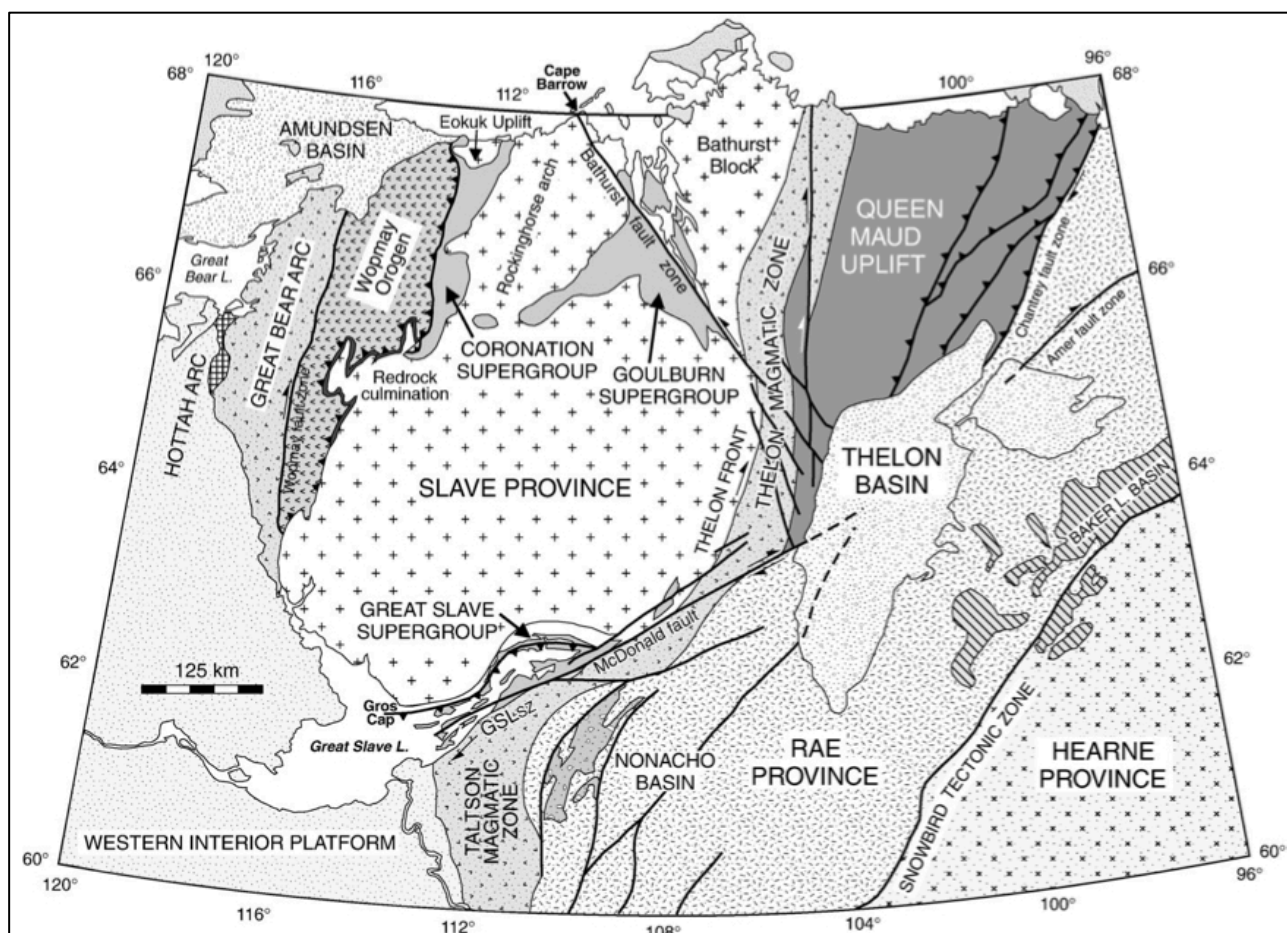 120°
116°
112°
100°
96°
68°
68°
Cape
Barrow
AMUNDSEN
BASIN
Eokuk Uplift
Bathurst
Block
Rockinghorse arch
Bathurst fault zone
QUEEN
MAUD
UPLIFT
Great
Bear L.
66°
66°
Wopmay
Orogen
GREAT BEAR ARC
HOTTAH ARC
Wopmay fault zone
CORONATION
SUPERGROUP
Redrock
culmination
GOULBURN
SUPERGROUP
THELON MAGMATIC ZONE
Chantrey fault zone
Amer fault zone
64°
64°
THELON
BASIN
BAKER L. BASIN
SLAVE PROVINCE
THELON FRONT
GREAT SLAVE
SUPERGROUP
McDonald fault
62°
62°
125 km
Gros
Cap
Great Slave L.
GSLsz
NONACHO
BASIN
RAE
PROVINCE
HEARNE
PROVINCE
SNOWBIRD TECTONIC ZONE
TALTSON
MAGMATIC
ZONE
WESTERN INTERIOR PLATFORM
60°
60°
120°
116°
112°
108°
104°
100°
96°